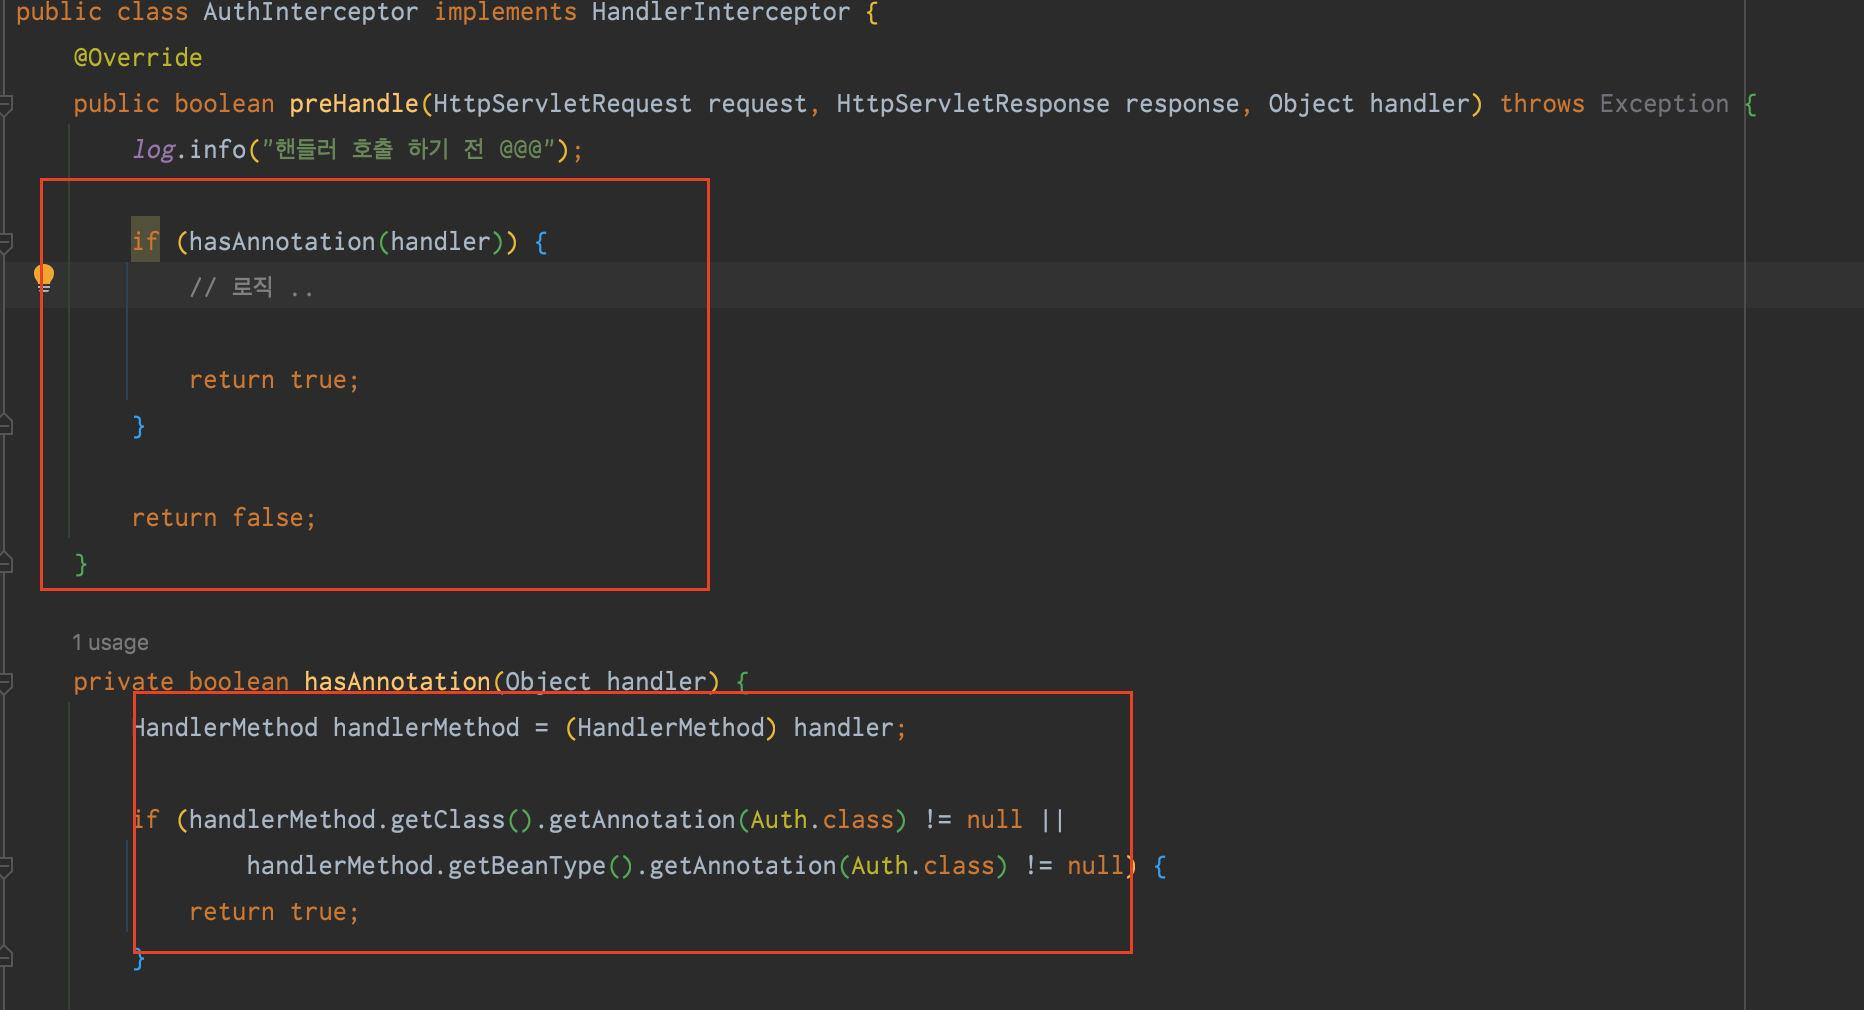 public class AuthInterceptor implements HandlerInterceptor {
@Override
public boolean preHandle(HttpServletRequest request, HttpServletResponse response, Object handler) throws Exception {
log.info("핸들러 호출 하기 전 @@@");
if (hasAnnotation(handler)) {
// 로직 ..
return true;
}
return false;
}
1 usage
private boolean hasAnnotation(Object handler) {
HandlerMethod handlerMethod = (HandlerMethod) handler;
if (handlerMethod.getClass().getAnnotation(Auth.class) != null ||
handlerMethod.getBeanType().getAnnotation(Auth.class) != null) {
return true;
}